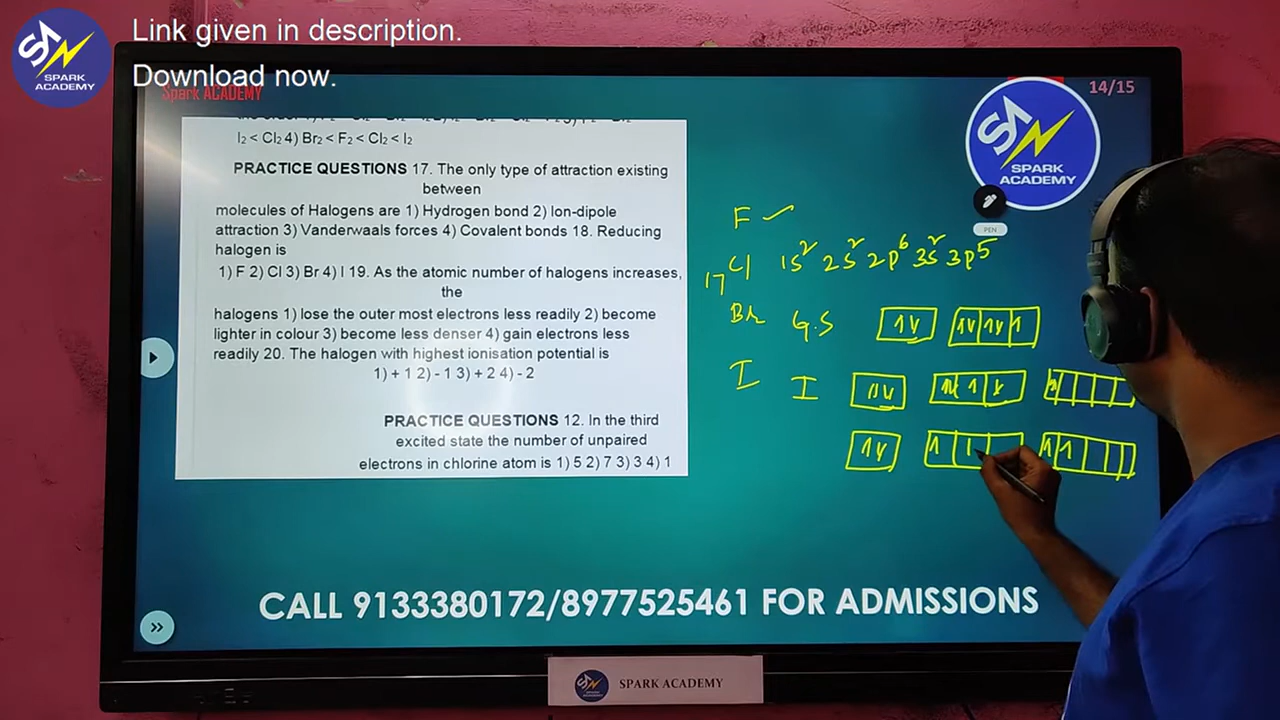 Link given in description.
Download now.
SPARK
ACADEMY
Spark ACADEMY
14/15
SPARK
ACADEMY
PEN
I₂ < Cl₂ 4) Br₂ < F₂ < Cl₂ < I₂
PRACTICE QUESTIONS 17. The only type of attraction existing
between
molecules of Halogens are 1) Hydrogen bond 2) Ion-dipole
attraction 3) Vanderwaals forces 4) Covalent bonds 18. Reducing
halogen is
1) F 2) Cl 3) Br 4) I 19. As the atomic number of halogens increases,
the
halogens 1) lose the outer most electrons less readily 2) become
lighter in colour 3) become less denser 4) gain electrons less
readily 20. The halogen with highest ionisation potential is
1) + 1 2) - 1 3) + 2 4) - 2
PRACTICE QUESTIONS 12. In the third
excited state the number of unpaired
electrons in chlorine atom is 1) 5 2) 7 3) 3 4) 1
F
17 Cl 1s² 2s² 2p⁶ 3s² 3p⁵
Br G.S
I I
CALL 9133380172/8977525461 FOR ADMISSIONS
SPARK ACADEMY